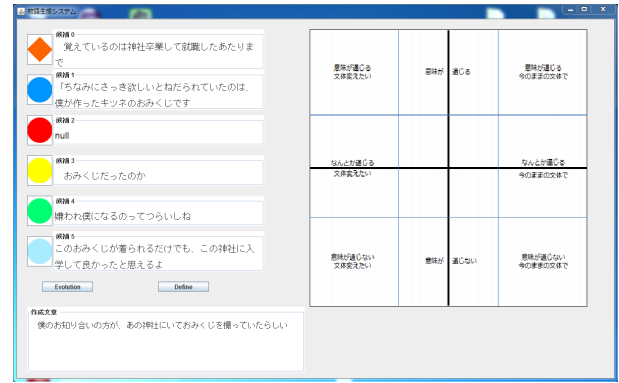 物語生成システム
候補 0
覚えているのは神社卒業して就職したあたりま
で
候補 1
「ちなみにさっき欲しいとねだられていたのは、
僕が作ったキツネのおみくじです
候補 2
null
候補 3
おみくじだったのか
候補 4
嫌われ僕になるのってつらいしね
候補 5
このおみくじが着られるだけでも、この神社に入
学して良かったと思えるよ
Evolution Define
作成文章
僕のお知り合いの方が、あの神社にいておみくじを撮っていたらしい
意味が通じる 意味が 通じる 意味が通じる
文体変えたい 今のままの文体で
なんとか通じる なんとか通じる
文体変えたい 今のままの文体で
意味が通じない 意味が 通じない 意味が通じない
文体変えたい 今のままの文体で